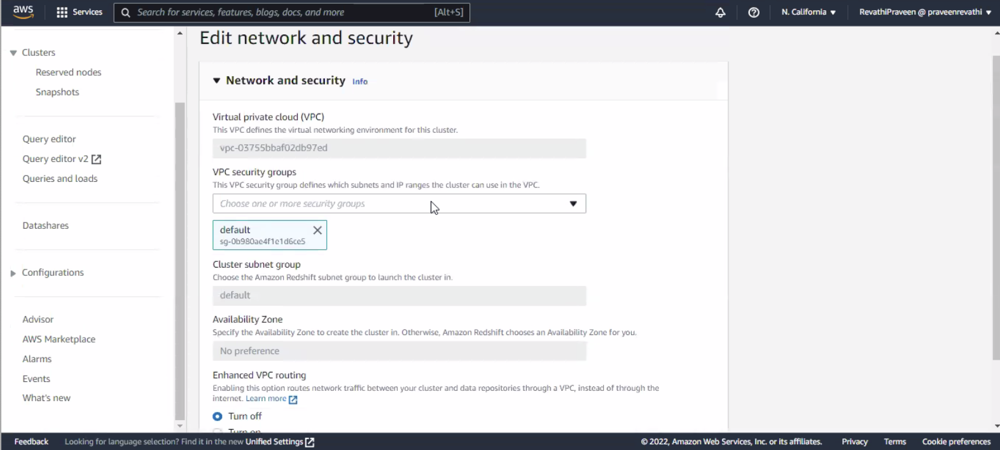 aws
Services
Search for services, features, blogs, docs, and more
[Alt+S]
N. California
RevathiPraveen @ praveenrevathi
Clusters
Reserved nodes
Snapshots
Query editor
Query editor v2
Queries and loads
Datashares
Configurations
Advisor
AWS Marketplace
Alarms
Events
What's new
Edit network and security
Network and security Info
Virtual private cloud (VPC)
This VPC defines the virtual networking environment for this cluster.
vpc-03755bbaf02db97ed
VPC security groups
This VPC security group defines which subnets and IP ranges the cluster can use in the VPC.
Choose one or more security groups
default
sg-0b980ae4f1e1d6ce5
Cluster subnet group
Choose the Amazon Redshift subnet group to launch the cluster in.
default
Availability Zone
Specify the Availability Zone to create the cluster in. Otherwise, Amazon Redshift chooses an Availability Zone for you.
No preference
Enhanced VPC routing
Enabling this option routes network traffic between your cluster and data repositories through a VPC, instead of through the
internet. Learn more
Turn off
Turn on
Feedback
Looking for language selection? Find it in the new Unified Settings
© 2022, Amazon Web Services, Inc. or its affiliates.
Privacy
Terms
Cookie preferences